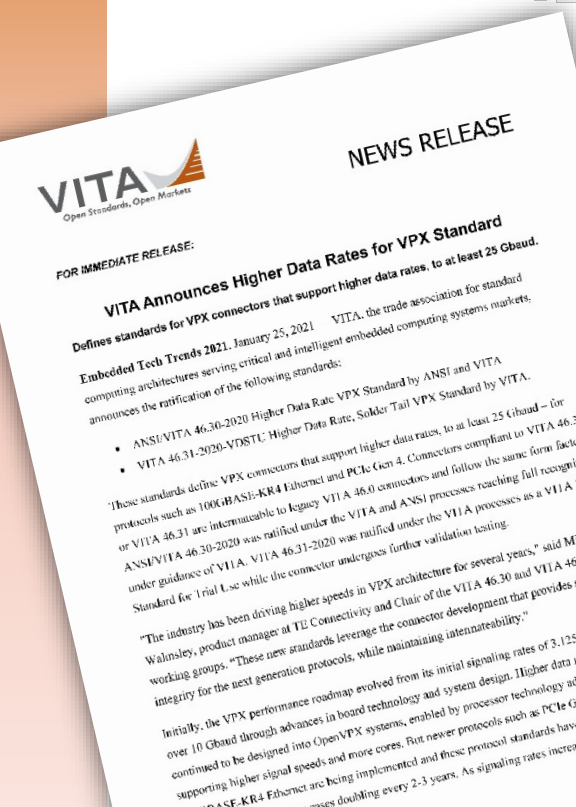 VITA
Open Standards, Open Markets
NEWS RELEASE
FOR IMMEDIATE RELEASE:
VITA Announces Higher Data Rates for VPX Standard
Defines standards for VPX connectors that support higher data rates, to at least 25 Gbaud.
Embedded Tech Trends 2021, January 25, 2021 VITA, the trade association for standard
computing architectures serving critical and intelligent embedded computing systems markets,
announces the ratification of the following standards:
• ANSI/VITA 46.30-2020 Higher Data Rate VPX Standard by ANSI and VITA
• VITA 46.31-2020-VDSTU Higher Data Rate, Solder Tail VPX Standard by VITA.
These standards define VPX connectors that support higher data rates, to at least 25 Gbaud – for
protocols such as 100GBASE-KR4 Ethernet and PCIe Gen 4. Connectors compliant to VITA 46.3
or VITA 46.31 are intermateable to legacy VITA 46.0 connectors and follow the same form facto
ANSI/VITA 46.30-2020 was ratified under the VITA and ANSI processes reaching full recogni
under guidance of VITA. VITA 46.31-2020 was ratified under the VITA processes as a VITA
Standard for Trial Use while the connector undergoes further validation testing.
"The industry has been driving higher speeds in VPX architecture for several years," said
Walmsley, product manager at TE Connectivity and Chair of the VITA 46.30 and VITA 46
working groups. "These new standards leverage the connector development that provides
integrity for the next generation protocols, while maintaining intermateability."
Initially, the VPX performance roadmap evolved from its initial signaling rates of 3.125
over 10 Gbaud through advances in board technology and system design. Higher data
continued to be designed into OpenVPX systems, enabled by processor technology ad
supporting higher signal speeds and more cores. But newer protocols such as PCIe G
BASE-KR4 Ethernet are being implemented and these protocol standards have
doubling every 2-3 years. As signaling rates increa